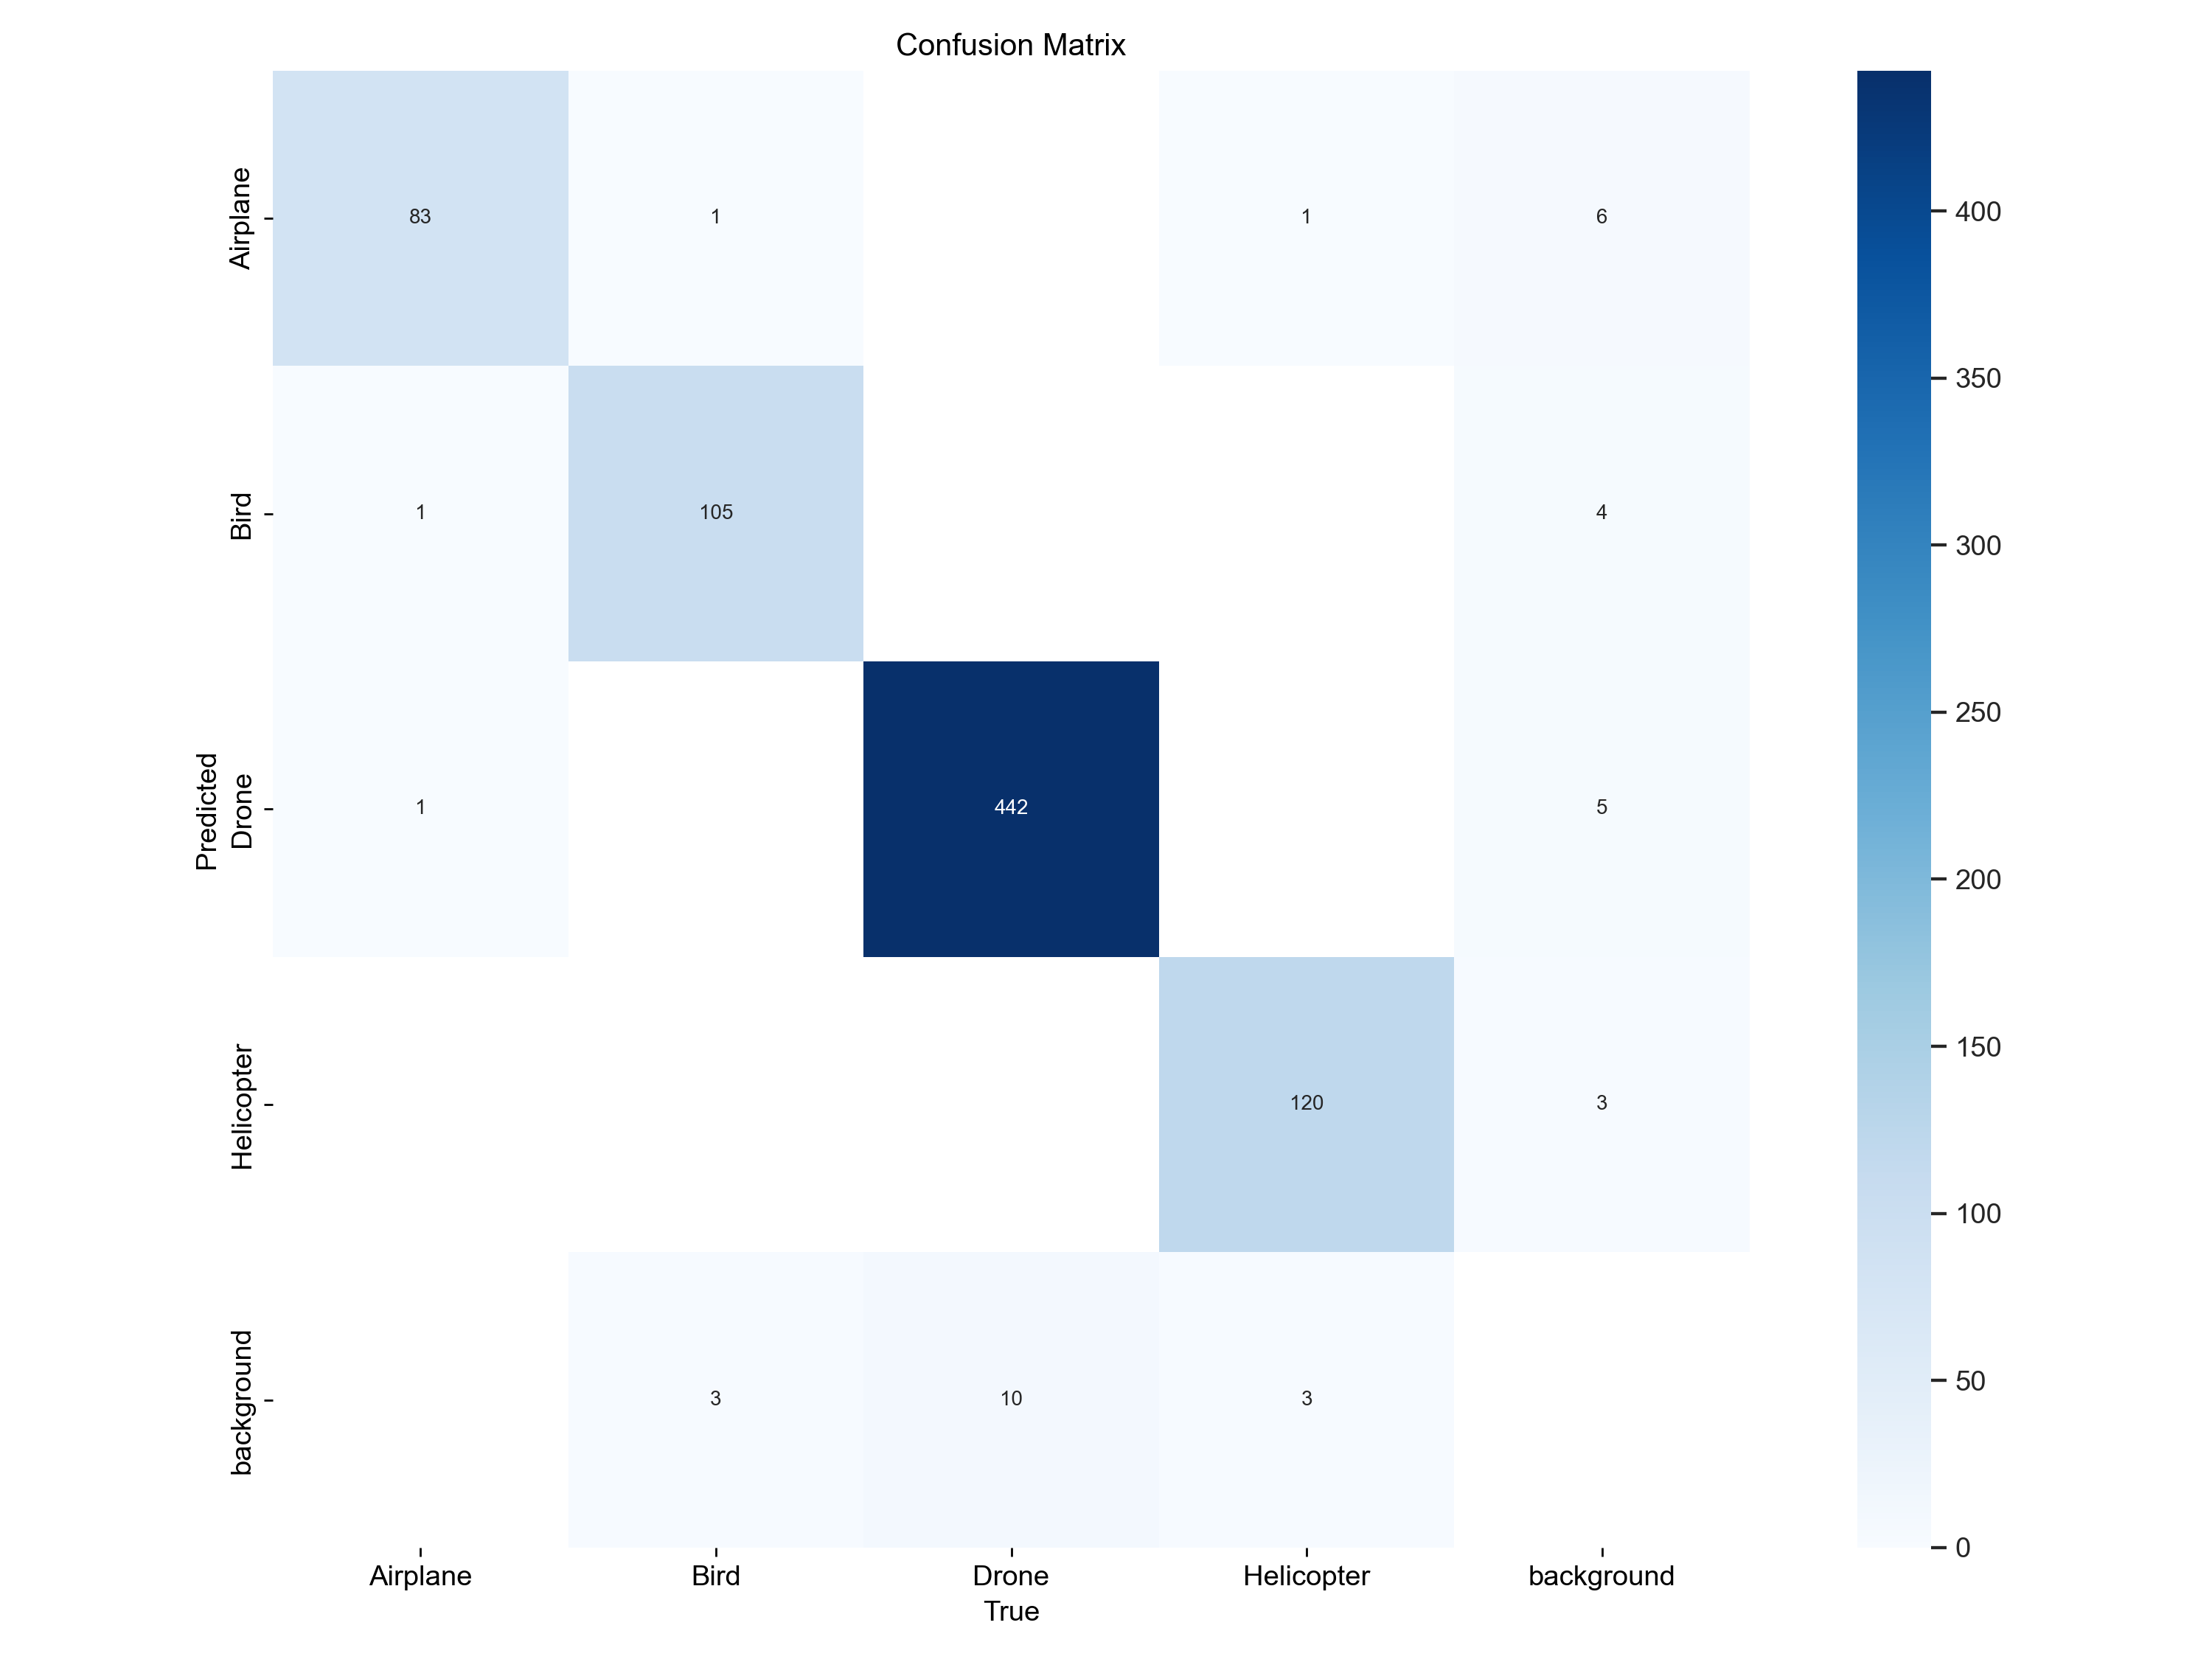 Confusion Matrix
Airplane 83 1 1 6
Bird 1 105 4
Drone 1 442 5
Helicopter 120 3
background 3 10 3
Predicted
Airplane Bird Drone Helicopter background
True
400
350
300
250
200
150
100
50
0